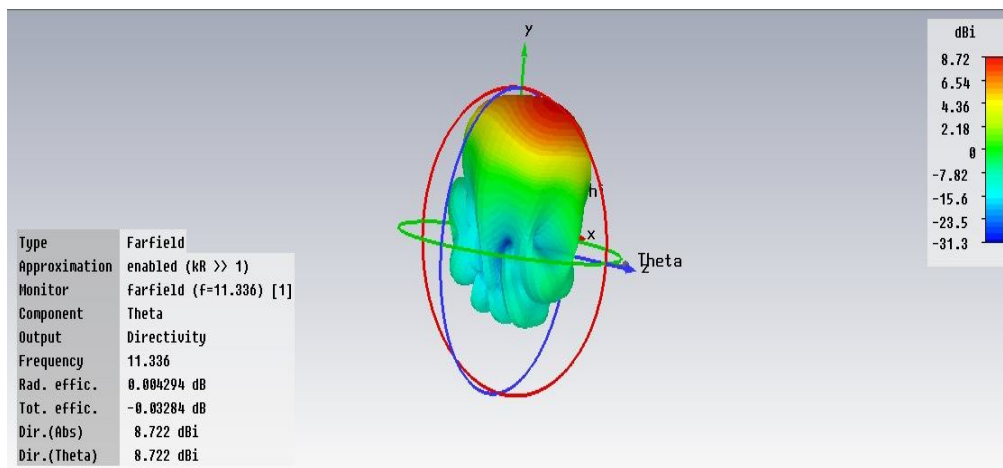 y
dBi
8.72
6.54
4.36
2.18
0
-7.82
-15.6
-23.5
-31.3
x
Theta
z
Type Farfield
Approximation enabled (kR >> 1)
Monitor farfield (f=11.336) [1]
Component Theta
Output Directivity
Frequency 11.336
Rad. effic. 0.004294 dB
Tot. effic. -0.03284 dB
Dir.(Abs) 8.722 dBi
Dir.(Theta) 8.722 dBi